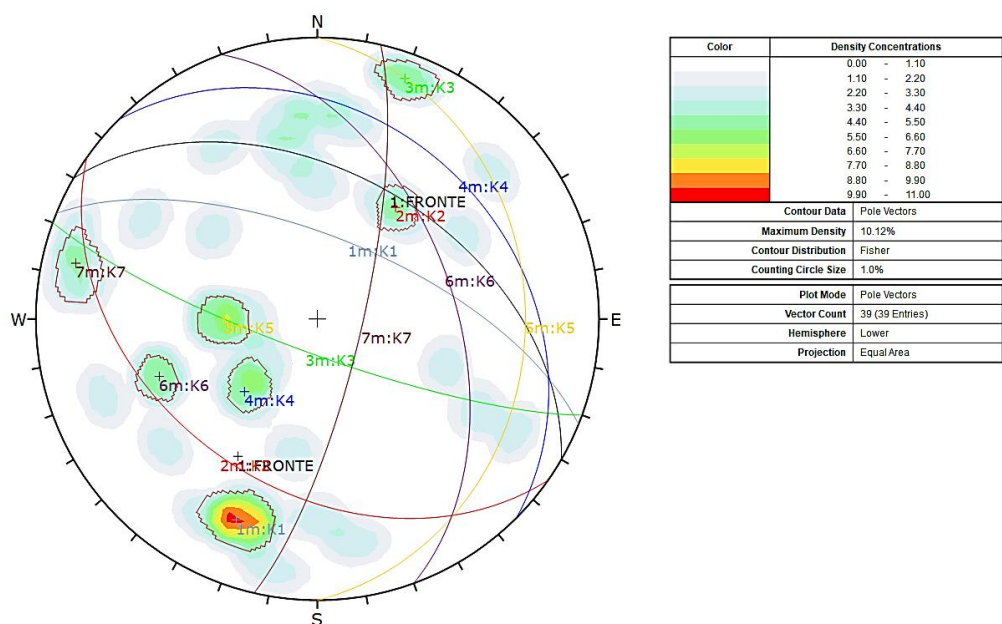 N
3m:K3
4m:K4
1:FRONTE
2m:K2
1m:K1
7m:K7
6m:K6
W
E
5m:K5
5m:K5
7m:K7
3m:K3
6m:K6
4m:K4
1:FRONTE
1m:K1
S
Color Density Concentrations
0.00 - 1.10
1.10 - 2.20
2.20 - 3.30
3.30 - 4.40
4.40 - 5.50
5.50 - 6.60
6.60 - 7.70
7.70 - 8.80
8.80 - 9.90
9.90 - 11.00
Contour Data Pole Vectors
Maximum Density 10.12%
Contour Distribution Fisher
Counting Circle Size 1.0%
Plot Mode Pole Vectors
Vector Count 39 (39 Entries)
Hemisphere Lower
Projection Equal Area